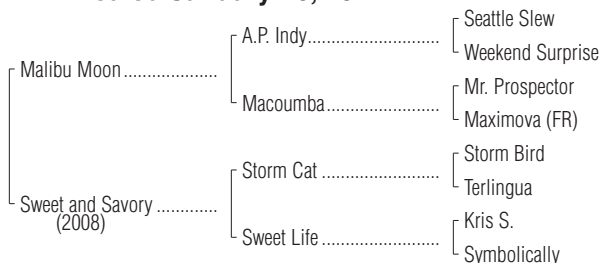 Seattle Slew
A.P. Indy
Weekend Surprise
Malibu Moon
Mr. Prospector
Macoumba
Maximova (FR)
Storm Bird
Storm Cat
Terlingua
Sweet and Savory
(2008)
Kris S.
Sweet Life
Symbolically